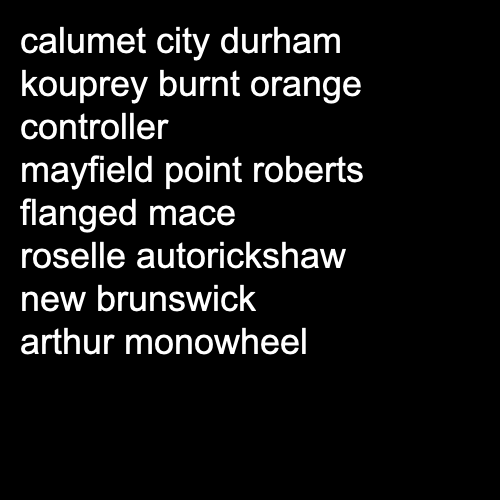 calumet city durham
kouprey burnt orange
controller
mayfield point roberts
flanged mace
roselle autorickshaw
new brunswick
arthur monowheel